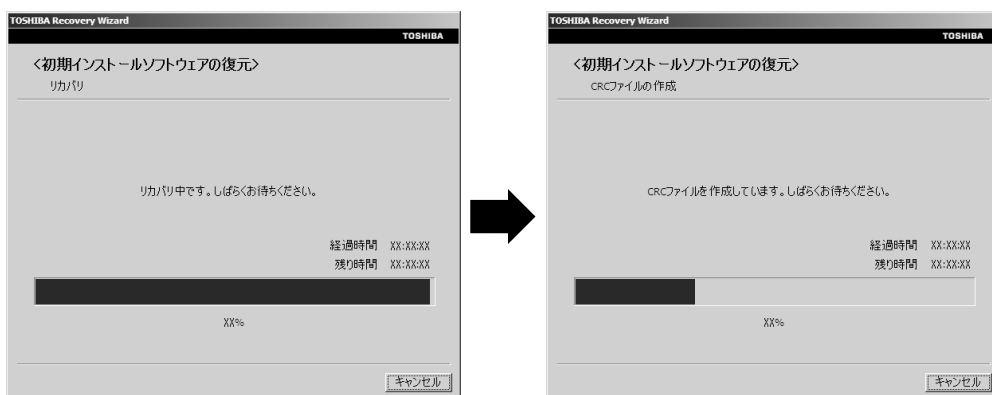 TOSHIBA Recovery Wizard
TOSHIBA
<初期インストールソフトウェアの復元>
リカバリ
リカバリ中です。しばらくお待ちください。
経過時間 XX:XX:XX
残り時間 XX:XX:XX
XX%
キャンセル
TOSHIBA Recovery Wizard
TOSHIBA
<初期インストールソフトウェアの復元>
CRCファイルの作成
CRCファイルを作成しています。しばらくお待ちください。
経過時間 XX:XX:XX
残り時間 XX:XX:XX
XX%
キャンセル